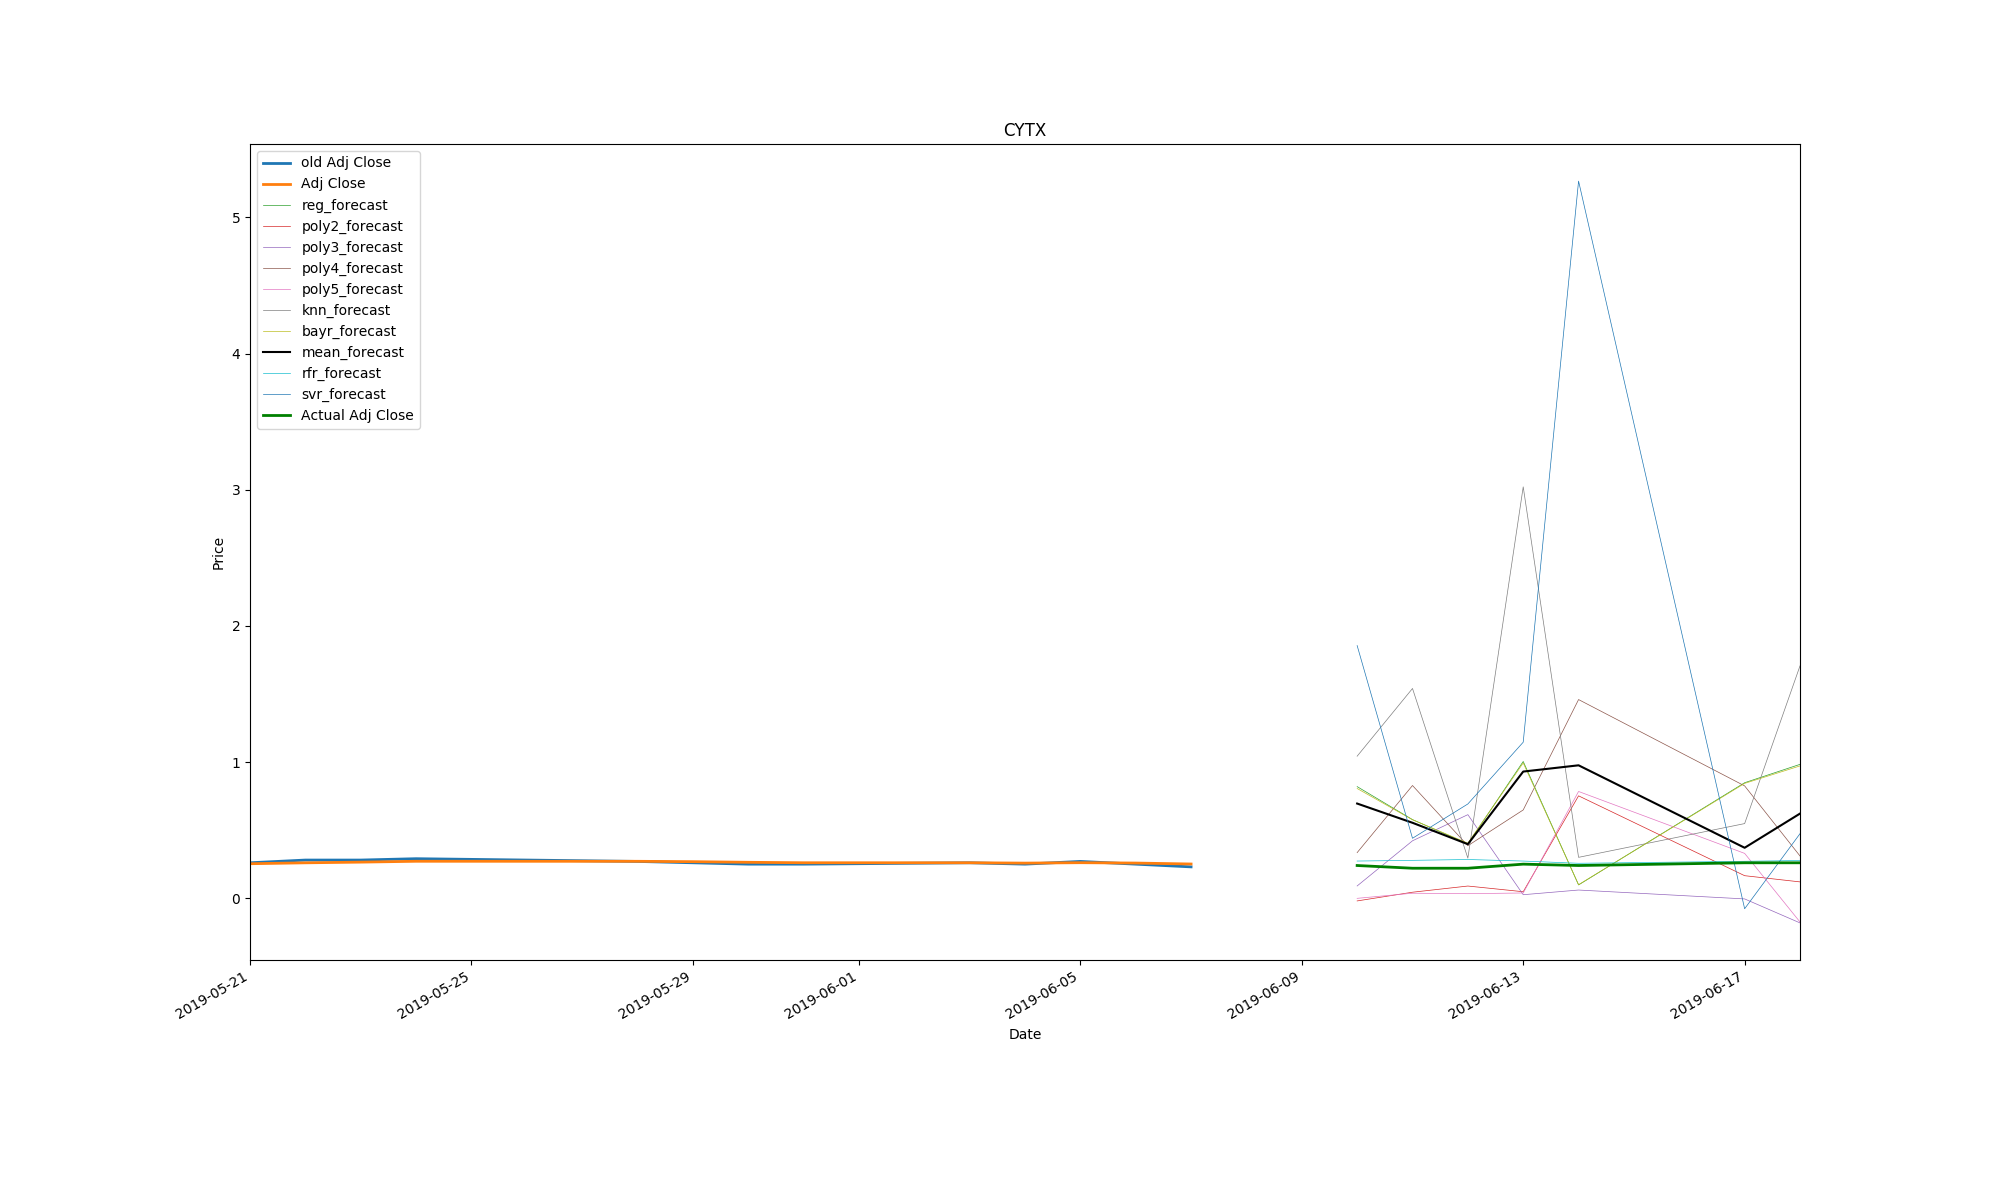 CYTX
old Adj Close
Adj Close
reg_forecast
poly2_forecast
poly3_forecast
poly4_forecast
poly5_forecast
knn_forecast
bayr_forecast
mean_forecast
rfr_forecast
svr_forecast
Actual Adj Close
5
4
3
2
1
0
Price
2019-05-21
2019-05-25
2019-05-29
2019-06-01
2019-06-05
2019-06-09
2019-06-13
2019-06-17
Date